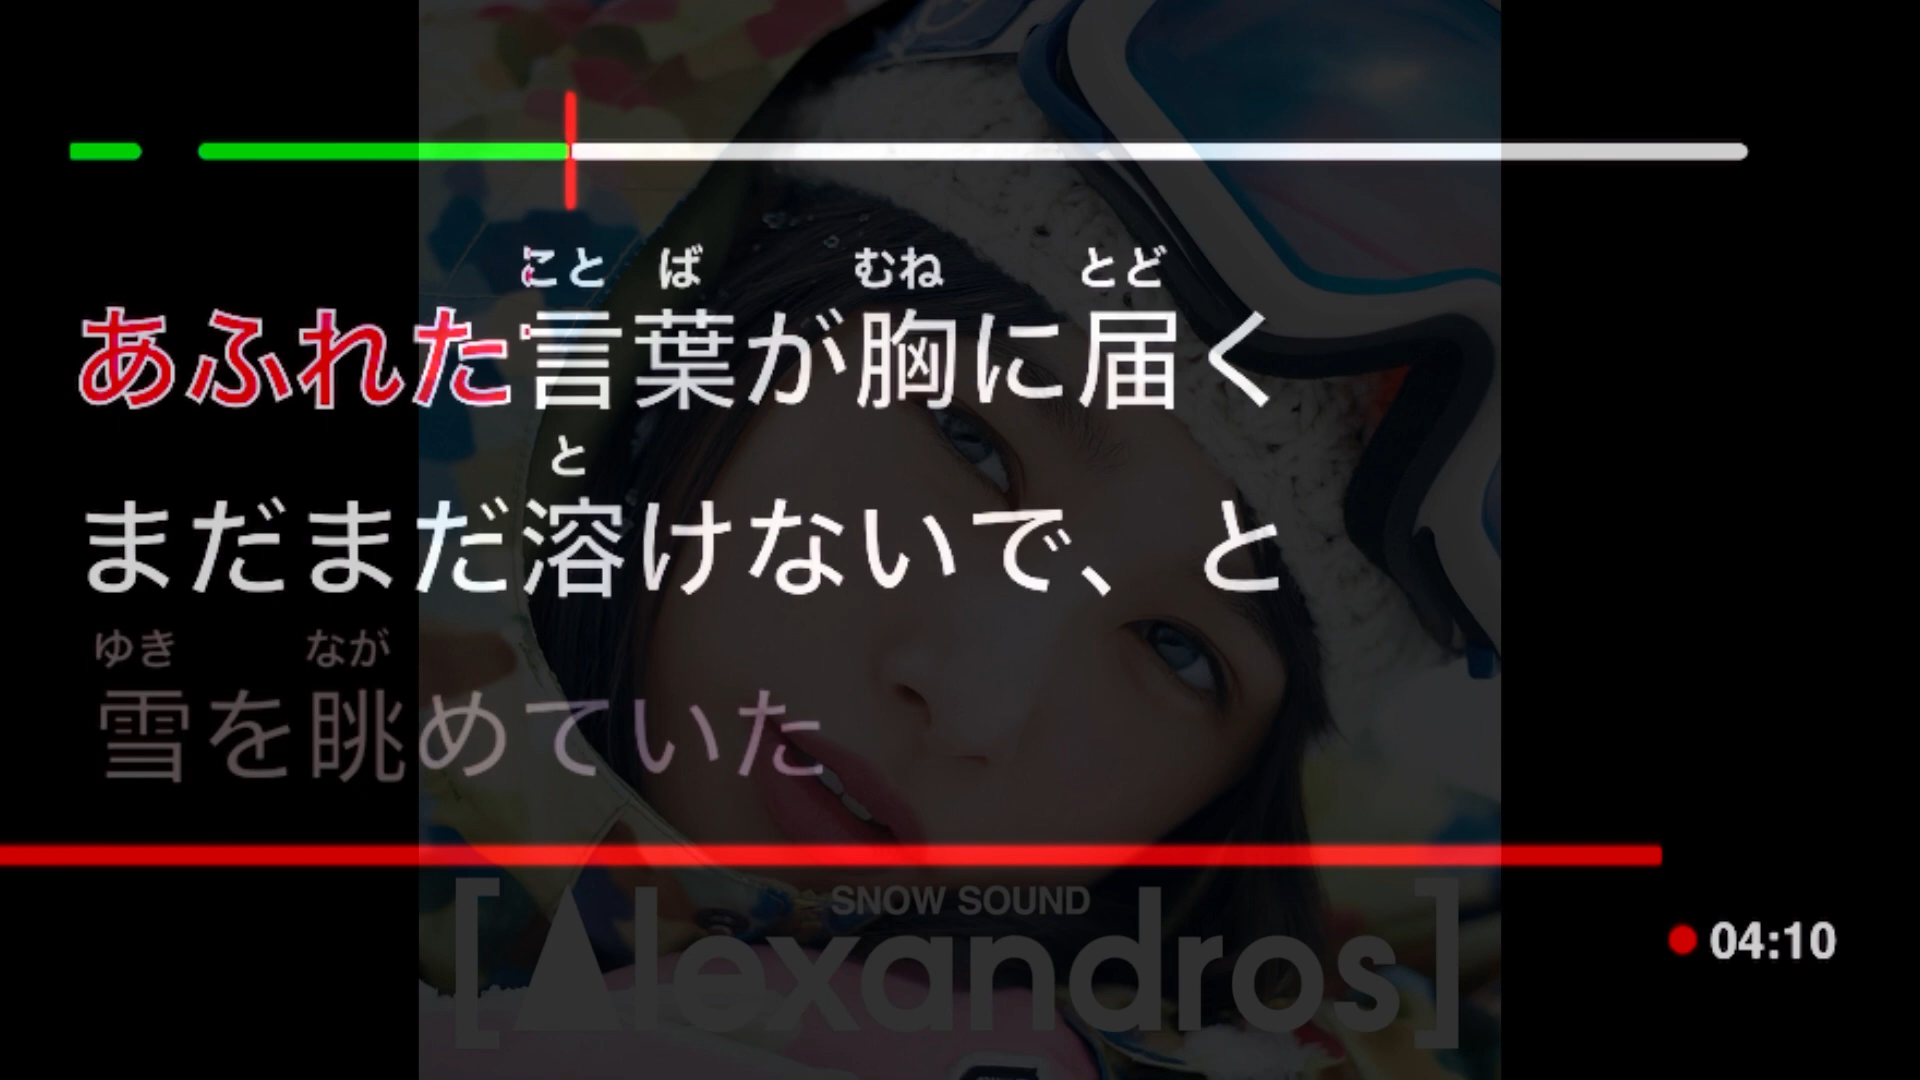 こと ば むね とど
あふれた言葉が胸に届く
と
まだまだ溶けないで、と
ゆき なが
雪を眺めていた
SNOW SOUND
[Alexandros]
04:10